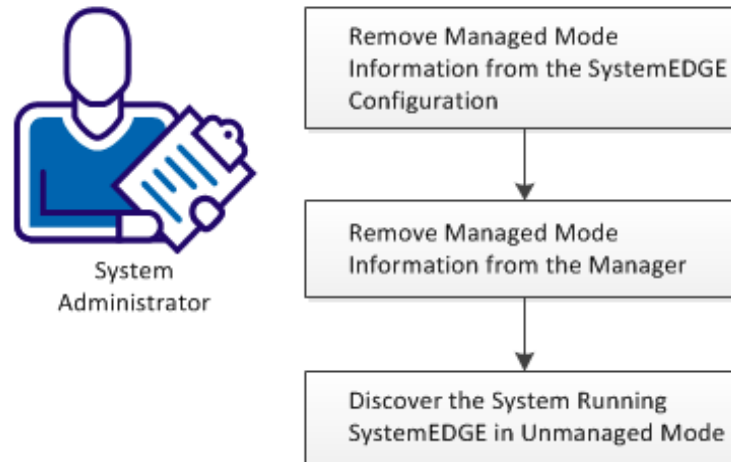 System
Administrator
Remove Managed Mode
Information from the SystemEDGE
Configuration
Remove Managed Mode
Information from the Manager
Discover the System Running
SystemEDGE in Unmanaged Mode